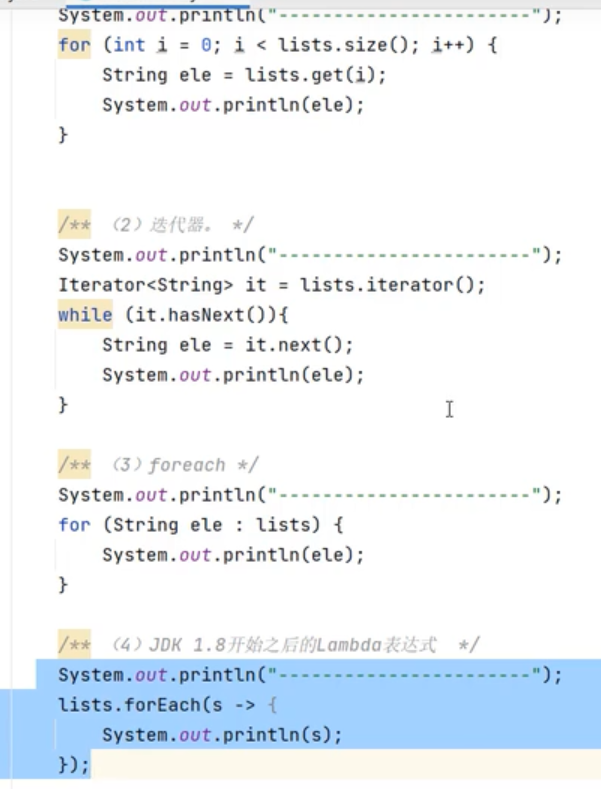 System.out.println("-----------------------");
for (int i = 0; i < lists.size(); i++) {
    String ele = lists.get(i);
    System.out.println(ele);
}
/** （2）迭代器。 */
System.out.println("-----------------------");
Iterator<String> it = lists.iterator();
while (it.hasNext()){
    String ele = it.next();
    System.out.println(ele);
}
/** （3）foreach */
System.out.println("-----------------------");
for (String ele : lists) {
    System.out.println(ele);
}
/** （4）JDK 1.8开始之后的Lambda表达式  */
System.out.println("-----------------------");
lists.forEach(s -> {
    System.out.println(s);
});